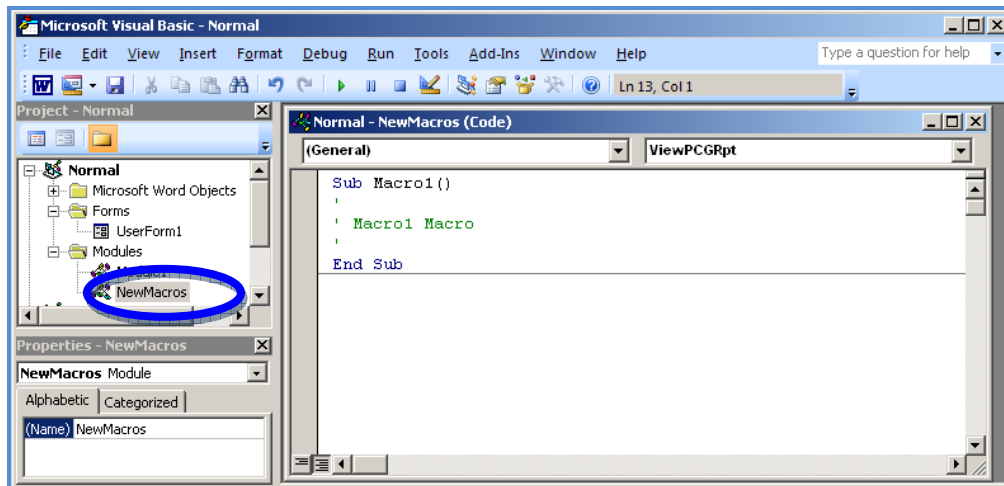 Microsoft Visual Basic - Normal
File Edit View Insert Format Debug Run Tools Add-Ins Window Help Type a question for help
Ln 13, Col 1
Project - Normal
Normal
Microsoft Word Objects
Forms
UserForm1
Modules
NewMacros
Properties - NewMacros
NewMacros Module
Alphabetic Categorized
(Name) NewMacros
Normal - NewMacros (Code)
(General) ViewPCGRpt
Sub Macro1()
'
' Macro1 Macro
'
End Sub